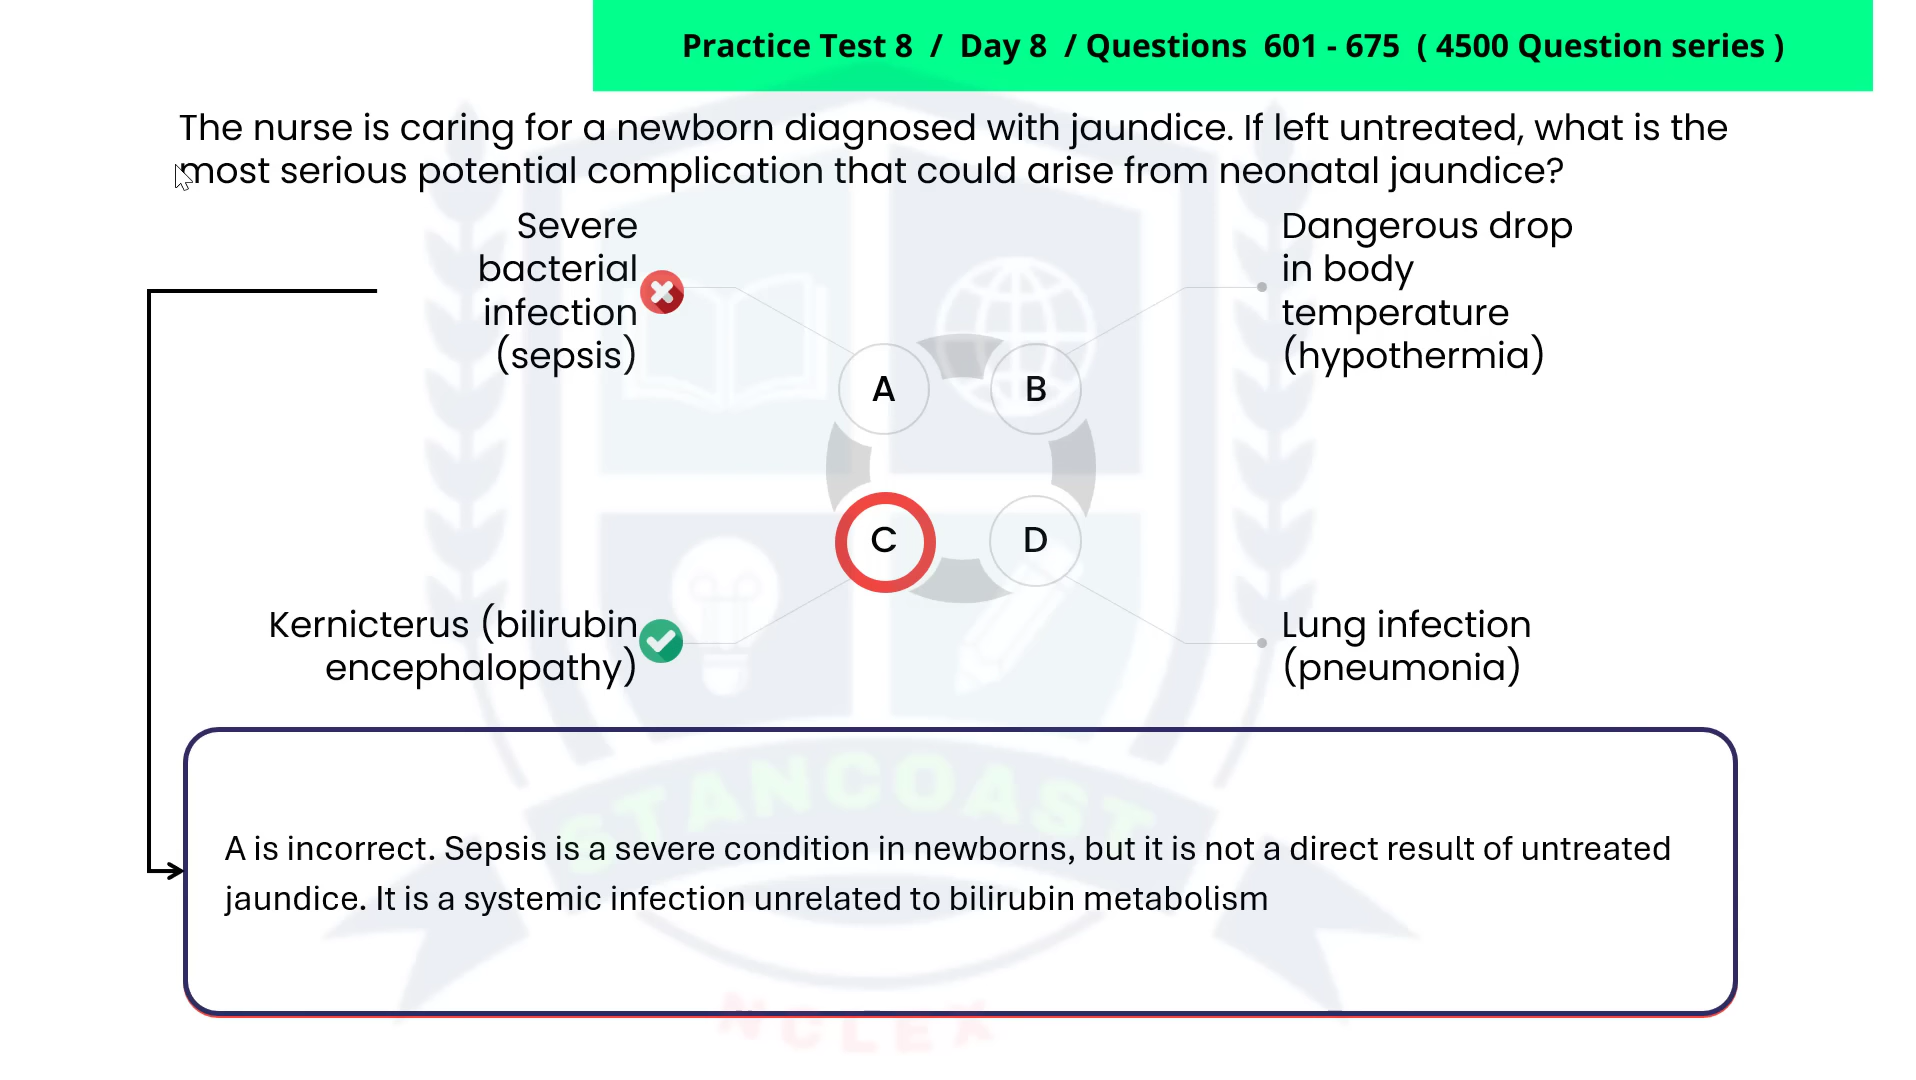 Practice Test 8 / Day 8 / Questions 601 - 675 ( 4500 Question series )
The nurse is caring for a newborn diagnosed with jaundice. If left untreated, what is the
most serious potential complication that could arise from neonatal jaundice?
Severe
bacterial
infection
(sepsis)
Dangerous drop
in body
temperature
(hypothermia)
A
B
C
D
Kernicterus (bilirubin
encephalopathy)
Lung infection
(pneumonia)
STANCOAST
A is incorrect. Sepsis is a severe condition in newborns, but it is not a direct result of untreated
jaundice. It is a systemic infection unrelated to bilirubin metabolism
NCLEX